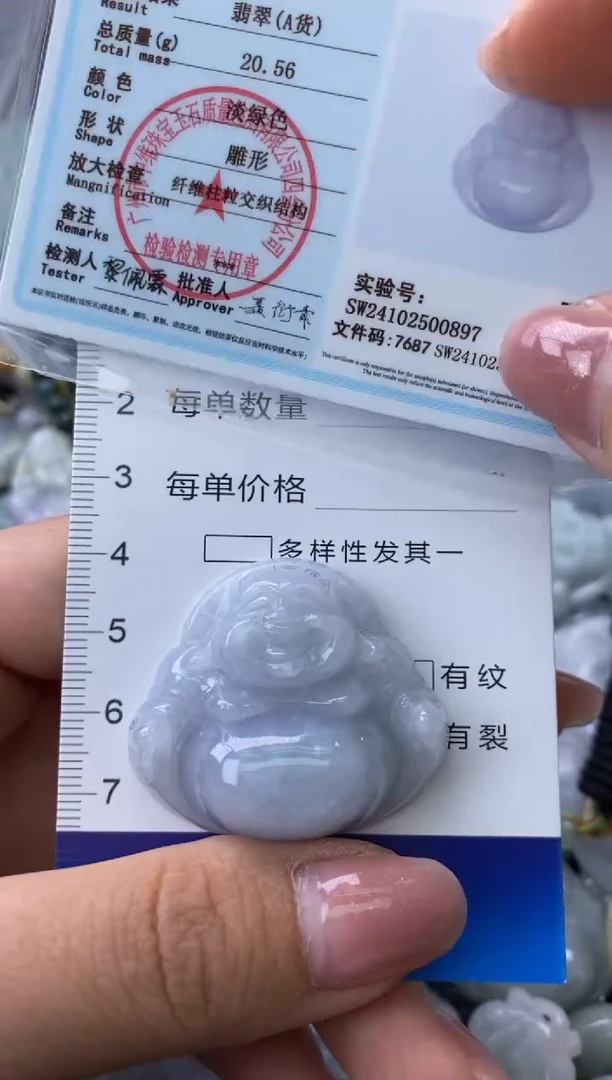 Result
翡翠(A货)
总质量(g)
Total mass
20.56
颜 色
Color
淡绿色
形 状
Shape
雕形
放大检查
Mangnification
纤维柱粒交织结构
备注
Remarks
***
检测人
Tester
批准人
Approver
检验检测专用章
实验号:
SW24102500897
文件码:7687 SW24102
2 每单数量
3 每单价格
4 多样性发其一
5
有纹
6
有裂
7